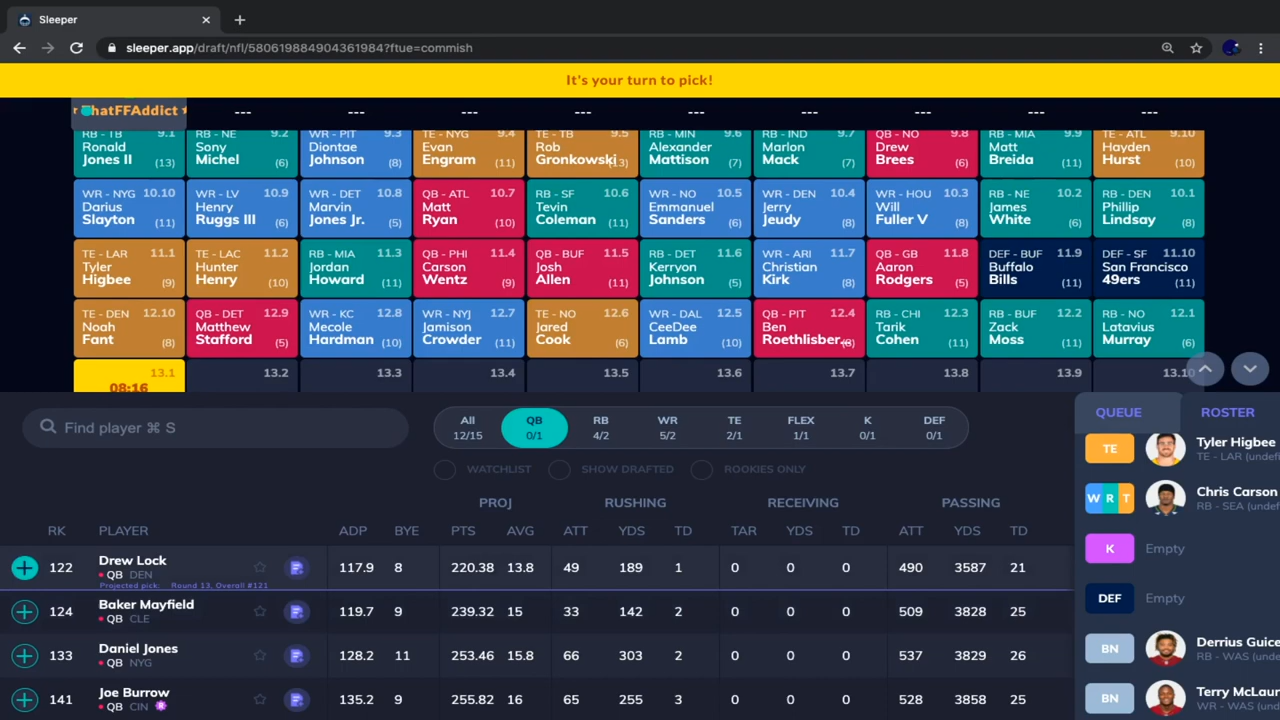 Sleeper
sleeper.app/draft/nfl/580619884904361984?ftue=commish
It's your turn to pick!
ThatFFAddict --- --- --- --- --- --- --- --- ---
RB - TB 9.1 RB - NE 9.2 WR - PIT 9.3 TE - NYG 9.4 TE - TB 9.5 RB - MIN 9.6 RB - IND 9.7 QB - NO 9.8 RB - MIA 9.9 TE - ATL 9.10
Ronald Sony Diontae Evan Rob Alexander Marlon Drew Matt Hayden
Jones II (13) Michel (6) Johnson (8) Engram (11) Gronkowski (13) Mattison (7) Mack (7) Brees (6) Breida (11) Hurst (10)
WR - NYG 10.10 WR - LV 10.9 WR - DET 10.8 QB - ATL 10.7 RB - SF 10.6 WR - NO 10.5 WR - DEN 10.4 WR - HOU 10.3 RB - NE 10.2 RB - DEN 10.1
Darius Henry Marvin Matt Tevin Emmanuel Jerry Will James Phillip
Slayton (11) Ruggs III (6) Jones Jr. (5) Ryan (10) Coleman (11) Sanders (6) Jeudy (8) Fuller V (8) White (6) Lindsay (8)
TE - LAR 11.1 TE - LAC 11.2 RB - MIA 11.3 QB - PHI 11.4 QB - BUF 11.5 RB - DET 11.6 WR - ARI 11.7 QB - GB 11.8 DEF - BUF 11.9 DEF - SF 11.10
Tyler Hunter Jordan Carson Josh Kerryon Christian Aaron Buffalo San Francisco
Higbee (9) Henry (10) Howard (11) Wentz (9) Allen (11) Johnson (5) Kirk (8) Rodgers (5) Bills (11) 49ers (11)
TE - DEN 12.10 QB - DET 12.9 WR - KC 12.8 WR - NYJ 12.7 TE - NO 12.6 WR - DAL 12.5 QB - PIT 12.4 RB - CHI 12.3 RB - BUF 12.2 RB - NO 12.1
Noah Matthew Mecole Jamison Jared CeeDee Ben Tarik Zack Latavius
Fant (8) Stafford (5) Hardman (10) Crowder (11) Cook (6) Lamb (10) Roethlisber... (8) Cohen (11) Moss (11) Murray (6)
13.1 13.2 13.3 13.4 13.5 13.6 13.7 13.8 13.9 13.10
08:16
Find player ⌘ S
All QB RB WR TE FLEX K DEF
12/15 0/1 4/2 5/2 2/1 1/1 0/1 0/1
WATCHLIST SHOW DRAFTED ROOKIES ONLY
PROJ RUSHING RECEIVING PASSING
RK PLAYER ADP BYE PTS AVG ATT YDS TD TAR YDS TD ATT YDS TD
122 Drew Lock QB DEN 117.9 8 220.38 13.8 49 189 1 0 0 0 490 3587 21
Projected pick: Round 13, Overall #121
124 Baker Mayfield QB CLE 119.7 9 239.32 15 33 142 2 0 0 0 509 3828 25
133 Daniel Jones QB NYG 128.2 11 253.46 15.8 66 303 2 0 0 0 537 3829 26
141 Joe Burrow QB CIN R 135.2 9 255.82 16 65 255 3 0 0 0 528 3858 25
QUEUE ROSTER
TE Tyler Higbee
TE - LAR (undef
W R T Chris Carson
RB - SEA (undef
K Empty
DEF Empty
BN Derrius Guice
RB - WAS (undef
BN Terry McLaur
WR - WAS (undef